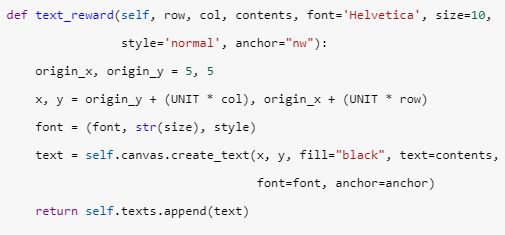 def text_reward(self, row, col, contents, font='Helvetica', size=10,
                style='normal', anchor="nw"):
    origin_x, origin_y = 5, 5
    x, y = origin_y + (UNIT * col), origin_x + (UNIT * row)
    font = (font, str(size), style)
    text = self.canvas.create_text(x, y, fill="black", text=contents,
                                   font=font, anchor=anchor)
    return self.texts.append(text)